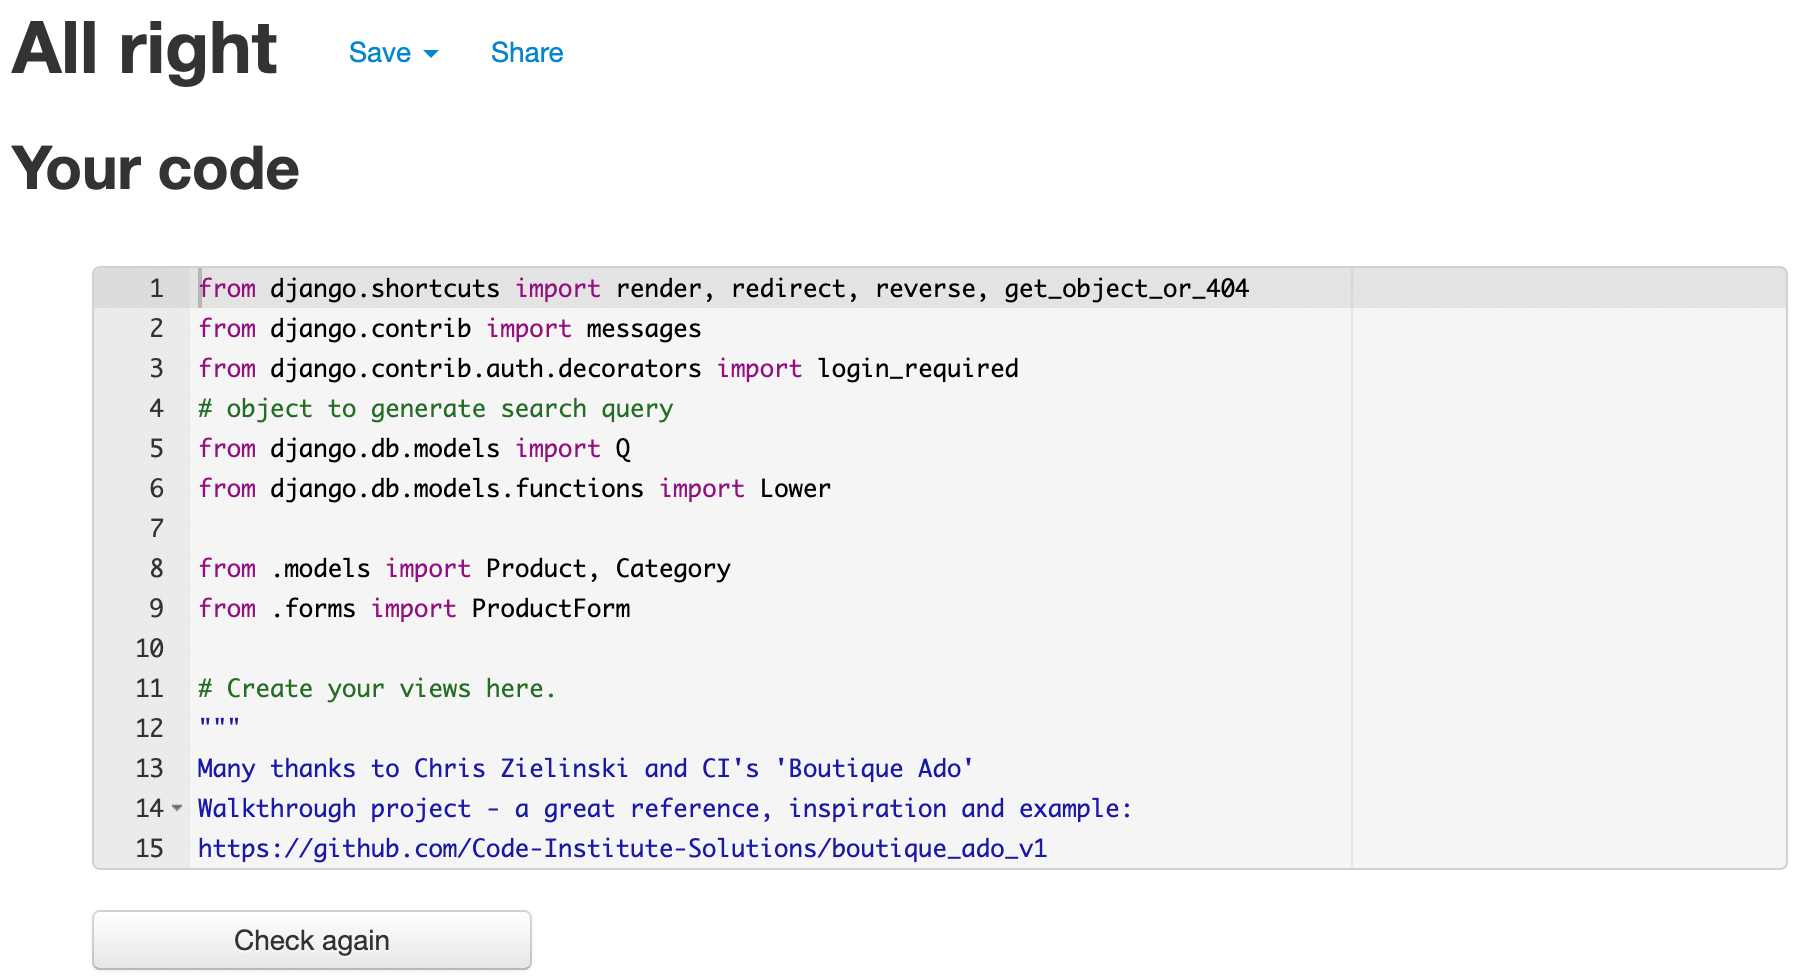 All right
Save
Share
Your code
1 from django.shortcuts import render, redirect, reverse, get_object_or_404
2 from django.contrib import messages
3 from django.contrib.auth.decorators import login_required
4 # object to generate search query
5 from django.db.models import Q
6 from django.db.models.functions import Lower
7
8 from .models import Product, Category
9 from .forms import ProductForm
10
11 # Create your views here.
12 """
13 Many thanks to Chris Zielinski and CI's 'Boutique Ado'
14 Walkthrough project - a great reference, inspiration and example:
15 https://github.com/Code-Institute-Solutions/boutique_ado_v1
Check again